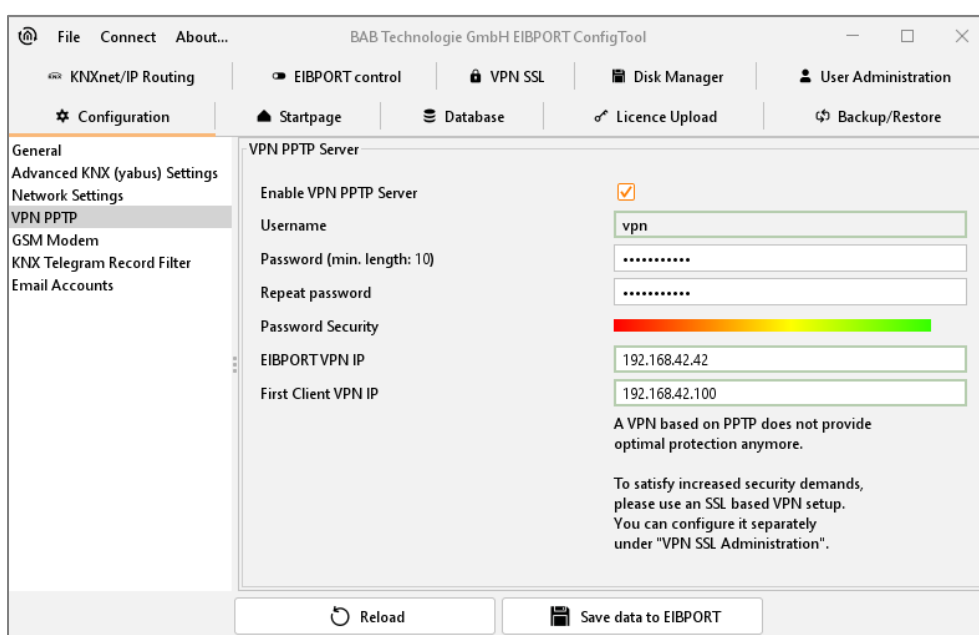 File Connect About... BAB Technologie GmbH EIBPORT ConfigTool
KNX KNXnet/IP Routing EIBPORT control VPN SSL Disk Manager User Administration
Configuration Startpage Database Licence Upload Backup/Restore
General
Advanced KNX (yabus) Settings
Network Settings
VPN PPTP
GSM Modem
KNX Telegram Record Filter
Email Accounts
VPN PPTP Server
Enable VPN PPTP Server
Username vpn
Password (min. length: 10) •••••••••••
Repeat password •••••••••••
Password Security
EIBPORT VPN IP 192.168.42.42
First Client VPN IP 192.168.42.100
A VPN based on PPTP does not provide
optimal protection anymore.
To satisfy increased security demands,
please use an SSL based VPN setup.
You can configure it separately
under "VPN SSL Administration".
Reload Save data to EIBPORT